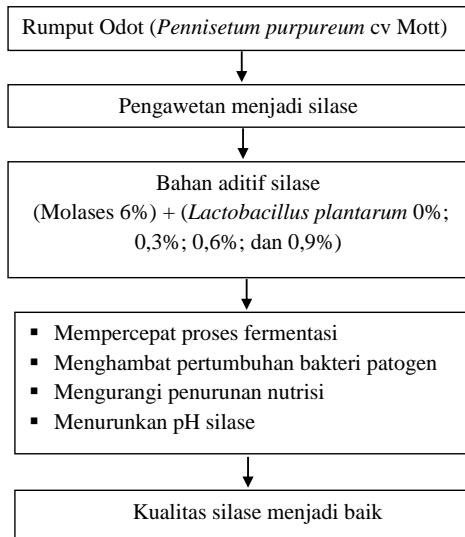 Rumput Odot (Pennisetum purpureum cv Mott)
Pengawetan menjadi silase
Bahan aditif silase
(Molases 6%) + (Lactobacillus plantarum 0%;
0,3%; 0,6%; dan 0,9%)
▪ Mempercepat proses fermentasi
▪ Menghambat pertumbuhan bakteri patogen
▪ Mengurangi penurunan nutrisi
▪ Menurunkan pH silase
Kualitas silase menjadi baik